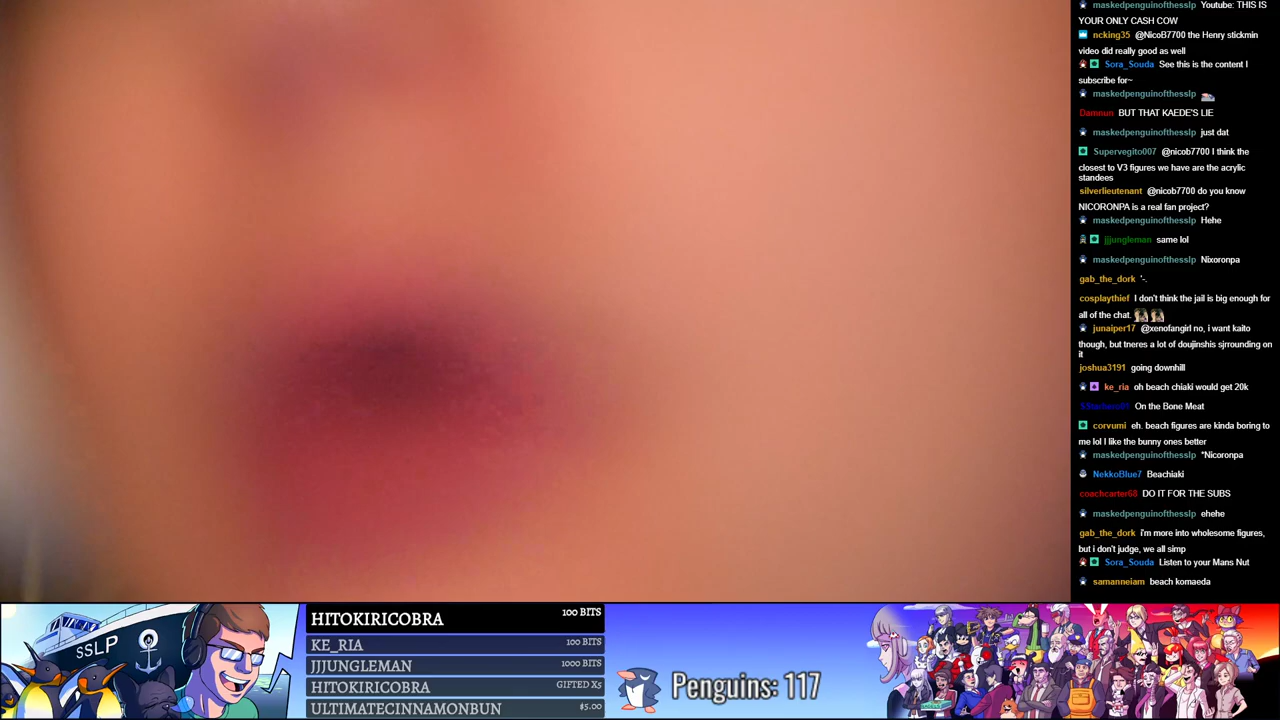 maskedpenguinofthesslp Youtube: THIS IS
YOUR ONLY CASH COW
ncking35 @NicoB7700 the Henry stickmin
video did really good as well
Sora_Souda See this is the content I
subscribe for~
maskedpenguinofthesslp
Damnun BUT THAT KAEDE'S LIE
maskedpenguinofthesslp just dat
Supervegito007 @nicob7700 I think the
closest to V3 figures we have are the acrylic
standees
silverlieutenant @nicob7700 do you know
NICORONPA is a real fan project?
maskedpenguinofthesslp Hehe
jjjungleman same lol
maskedpenguinofthesslp Nixoronpa
gab_the_dork '-.
cosplaythief I don't think the jail is big enough for
all of the chat.
junaiper17 @xenofangirl no, i want kaito
though, but tneres a lot of doujinshis sjrrounding on
it
joshua3191 going downhill
ke_ria oh beach chiaki would get 20k
On the Bone Meat
corvumi eh. beach figures are kinda boring to
me lol I like the bunny ones better
maskedpenguinofthesslp *Nicoronpa
NekkoBlue7 Beachiaki
coachcarter68 DO IT FOR THE SUBS
maskedpenguinofthesslp ehehe
gab_the_dork i'm more into wholesome figures,
but i don't judge, we all simp
Sora_Souda Listen to your Mans Nut
samanneiam beach komaeda
SSLP
HITOKIRICOBRA 100 BITS
KE_RIA 100 BITS
JJJUNGLEMAN 1000 BITS
HITOKIRICOBRA GIFTED X5
ULTIMATECINNAMONBUN $5.00
Penguins: 117